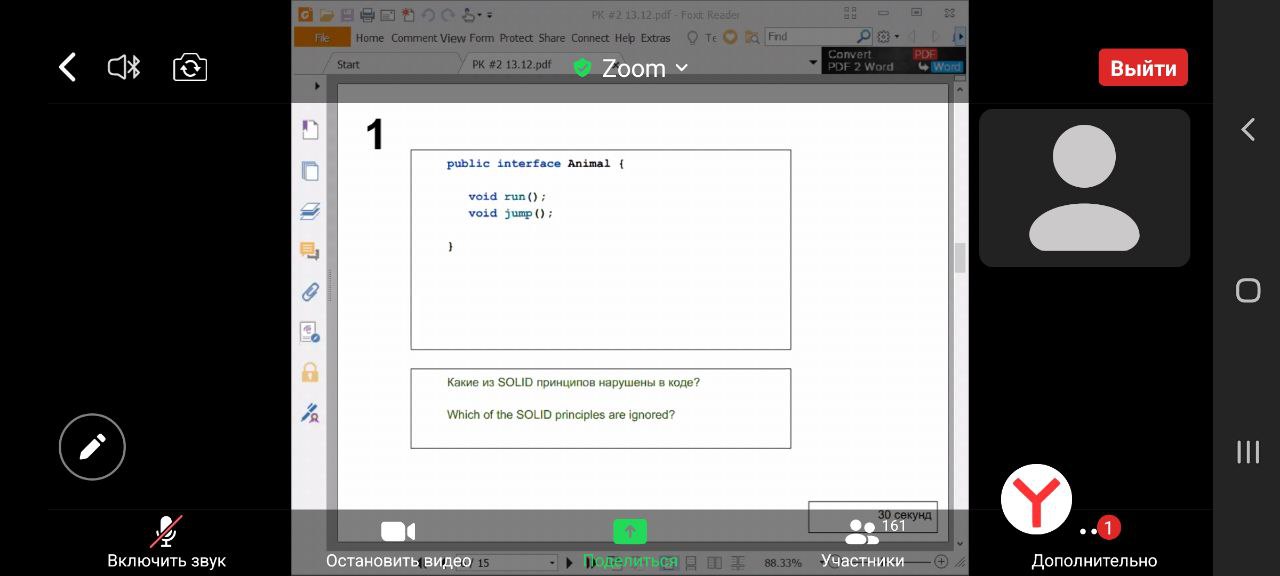 PK #2 13.12.pdf - Foxit Reader
File Home Comment View Form Protect Share Connect Help Extras Te Find
Start PK #2 13.12.pdf
Convert PDF
PDF 2 Word Word
Zoom
Выйти
1
public interface Animal {
void run();
void jump();
}
Какие из SOLID принципов нарушены в коде?
Which of the SOLID principles are ignored?
30 секунд
161
1
Включить звук
Остановить видео
/ 15
Поделиться
88.33%
Участники
Дополнительно